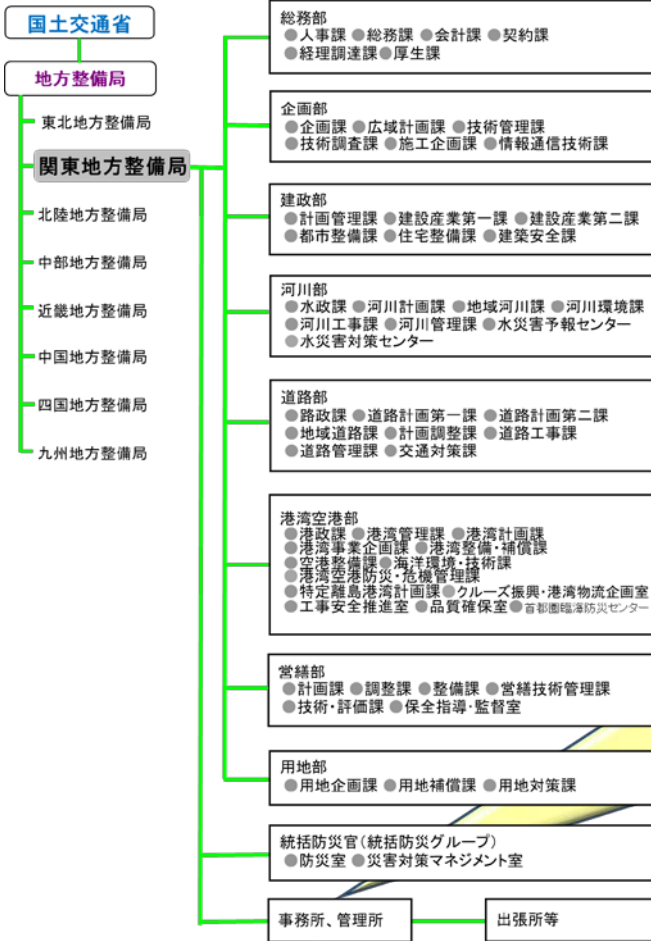 国土交通省
地方整備局
東北地方整備局
関東地方整備局
北陸地方整備局
中部地方整備局
近畿地方整備局
中国地方整備局
四国地方整備局
九州地方整備局
総務部
●人事課 ●総務課 ●会計課 ●契約課
●経理調達課●厚生課
企画部
●企画課 ●広域計画課 ●技術管理課
●技術調査課 ●施工企画課 ●情報通信技術課
建政部
●計画管理課 ●建設産業第一課 ●建設産業第二課
●都市整備課 ●住宅整備課 ●建築安全課
河川部
●水政課 ●河川計画課 ●地域河川課 ●河川環境課
●河川工事課 ●河川管理課 ●水災害予報センター
●水災害対策センター
道路部
●路政課 ●道路計画第一課 ●道路計画第二課
●地域道路課 ●計画調整課 ●道路工事課
●道路管理課 ●交通対策課
港湾空港部
●港政課 ●港湾管理課 ●港湾計画課
●港湾事業企画課 ●港湾整備・補償課
●空港整備課●海洋環境・技術課
●港湾空港防災・危機管理課
●特定離島港湾計画課●クルーズ振興・港湾物流企画室
●工事安全推進室 ●品質確保室●首都圏臨海防災センター
営繕部
●計画課 ●調整課 ●整備課 ●営繕技術管理課
●技術・評価課 ●保全指導・監督室
用地部
●用地企画課 ●用地補償課 ●用地対策課
統括防災官(統括防災グループ)
●防災室 ●災害対策マネジメント室
事務所、管理所
出張所等